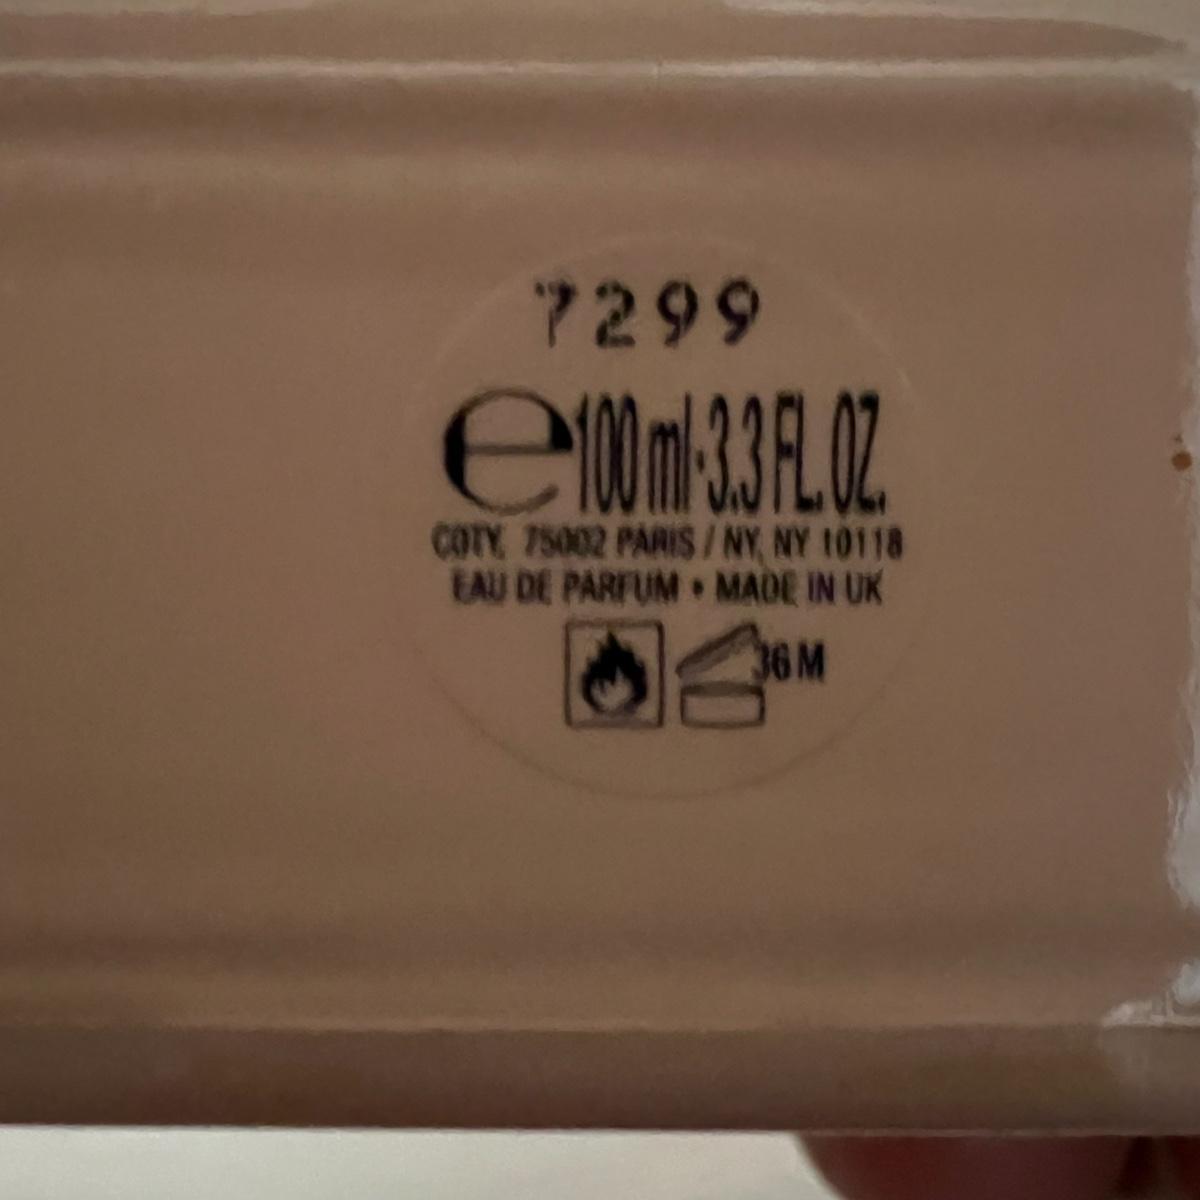 7299
e 100 ml·3.3 FL. OZ.
COTY, 75002 PARIS / NY, NY 10118
EAU DE PARFUM • MADE IN UK
36 M